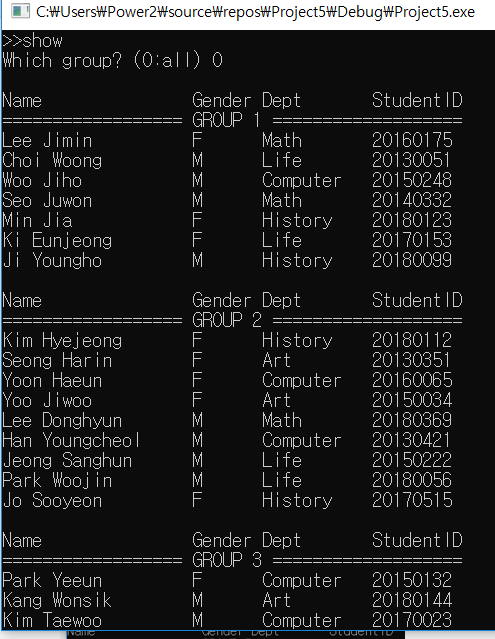 C:₩Users₩Power2₩source₩repos₩Project5₩Debug₩Project5.exe
>>show
Which group? (0:all) 0
Name Gender Dept StudentID
================== GROUP 1 ===================
Lee Jimin F Math 20160175
Choi Woong M Life 20130051
Woo Jiho M Computer 20150248
Seo Juwon M Math 20140332
Min Jia F History 20180123
Ki Eunjeong F Life 20170153
Ji Youngho M History 20180099
Name Gender Dept StudentID
================== GROUP 2 ===================
Kim Hyejeong F History 20180112
Seong Harin F Art 20130351
Yoon Haeun F Computer 20160065
Yoo Jiwoo F Art 20150034
Lee Donghyun M Math 20180369
Han Youngcheol M Computer 20130421
Jeong Sanghun M Life 20150222
Park Woojin M Life 20180056
Jo Sooyeon F History 20170515
Name Gender Dept StudentID
================== GROUP 3 ===================
Park Yeeun F Computer 20150132
Kang Wonsik M Art 20180144
Kim Taewoo M Computer 20170023
Name Gender Dept StudentID